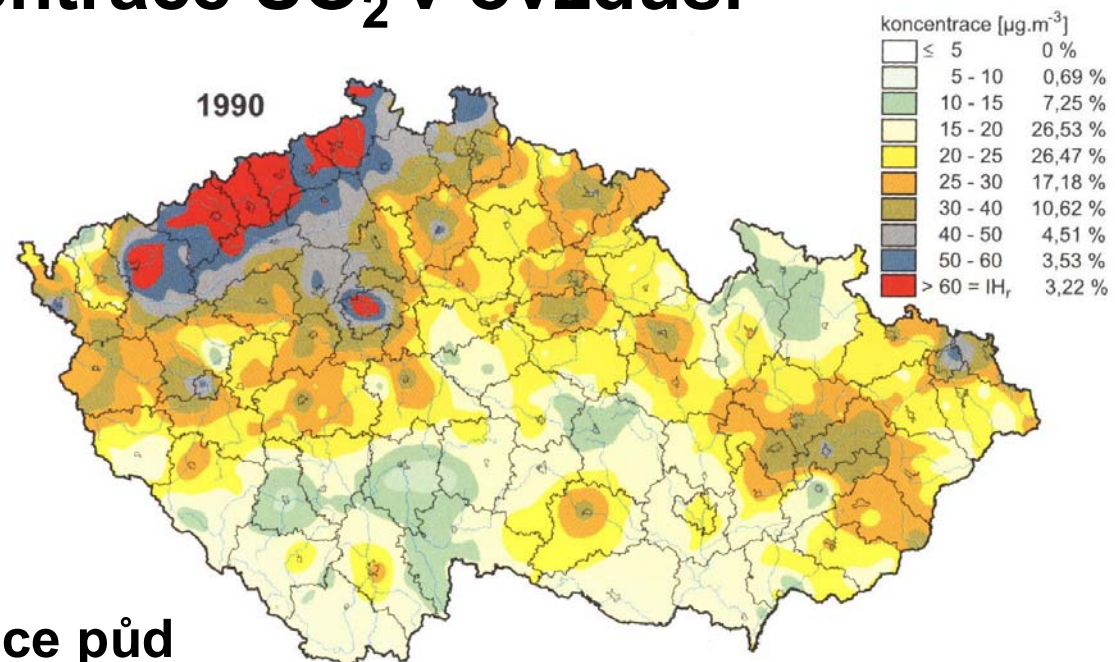 SO₂ v
koncentrace [µg.m⁻³]
≤ 5 0 %
5 - 10 0,69 %
10 - 15 7,25 %
15 - 20 26,53 %
20 - 25 26,47 %
25 - 30 17,18 %
30 - 40 10,62 %
40 - 50 4,51 %
50 - 60 3,53 %
> 60 = IHᵣ 3,22 %
1990
ce půd